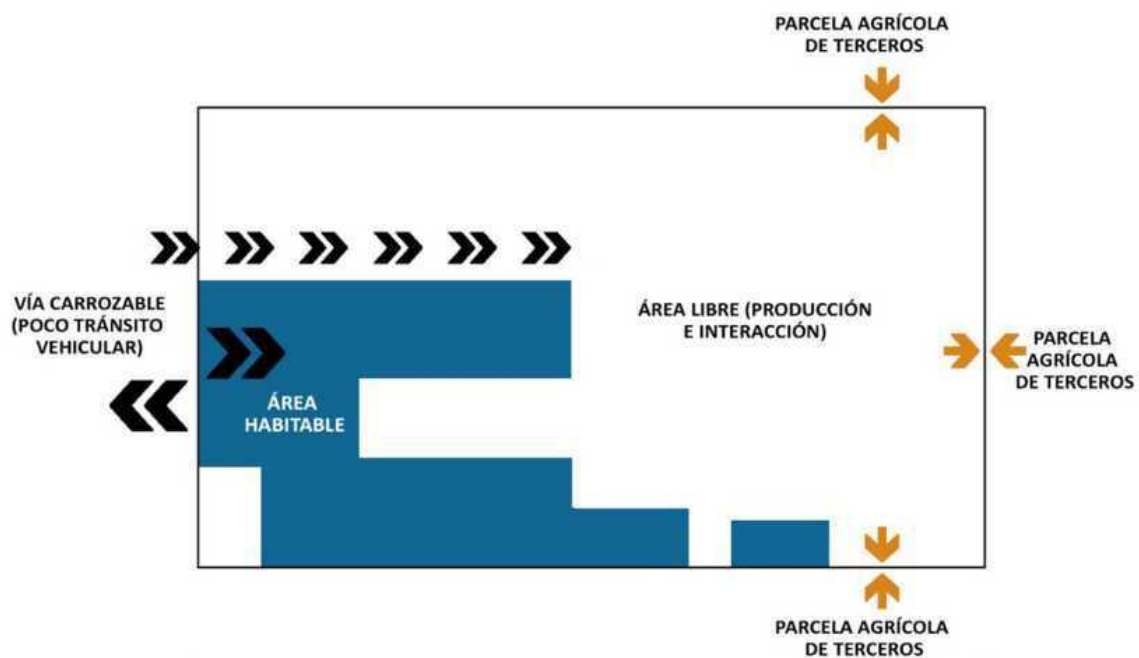 PARCELA AGRÍCOLA
DE TERCEROS
VÍA CARROZABLE
(POCO TRÁNSITO
VEHICULAR)
ÁREA LIBRE (PRODUCCIÓN
E INTERACCIÓN)
PARCELA
AGRÍCOLA
DE TERCEROS
ÁREA
HABITABLE
PARCELA AGRÍCOLA
DE TERCEROS